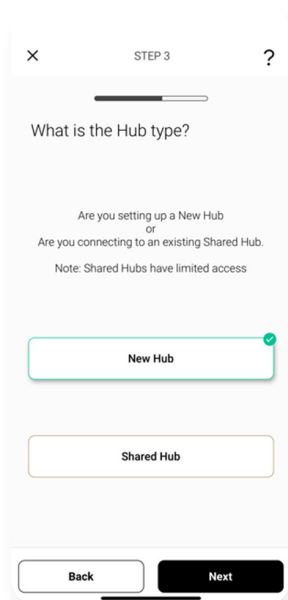 STEP 3
?
What is the Hub type?
Are you setting up a New Hub
or
Are you connecting to an existing Shared Hub.
Note: Shared Hubs have limited access
New Hub
Shared Hub
Back
Next